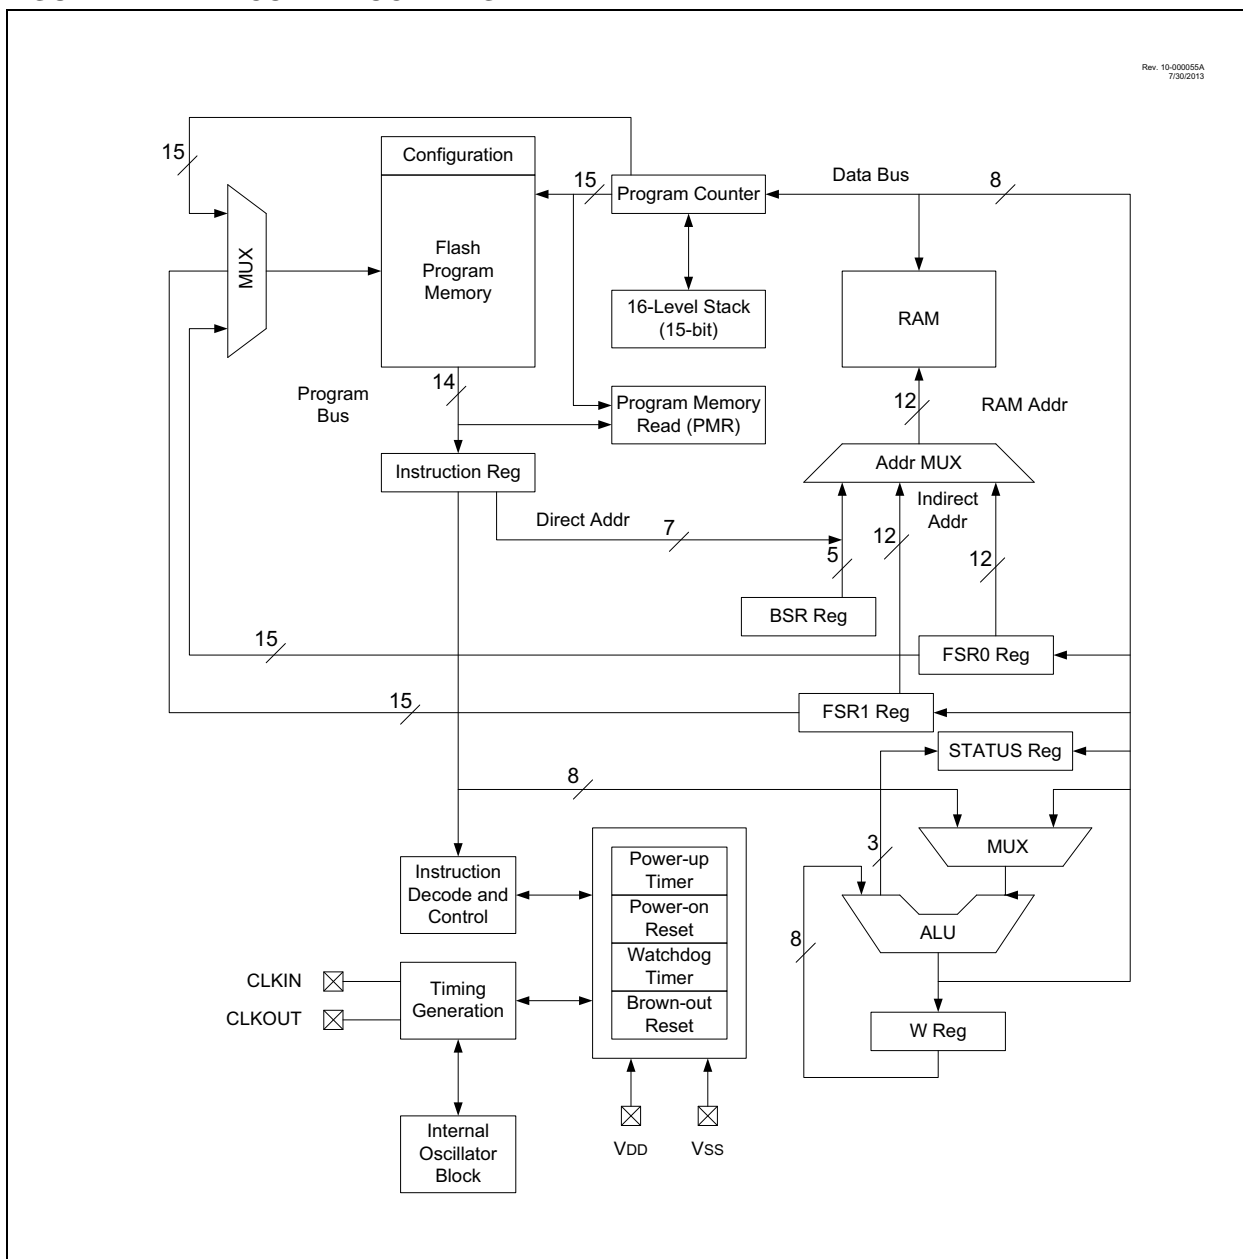 Rev. 10-000055A
7/30/2013
15
Configuration
15
Program Counter
Data Bus
8
MUX
Flash
Program
Memory
16-Level Stack
(15-bit)
RAM
Program
Bus
14
Program Memory
Read (PMR)
12
RAM Addr
Instruction Reg
Addr MUX
Direct Addr
7
Indirect
Addr
5
12
12
BSR Reg
15
FSR0 Reg
15
FSR1 Reg
STATUS Reg
8
3
MUX
Instruction
Decode and
Control
Power-up
Timer
Power-on
Reset
Watchdog
Timer
Brown-out
Reset
8
ALU
CLKIN
CLKOUT
Timing
Generation
W Reg
Internal
Oscillator
Block
VDD
VSS